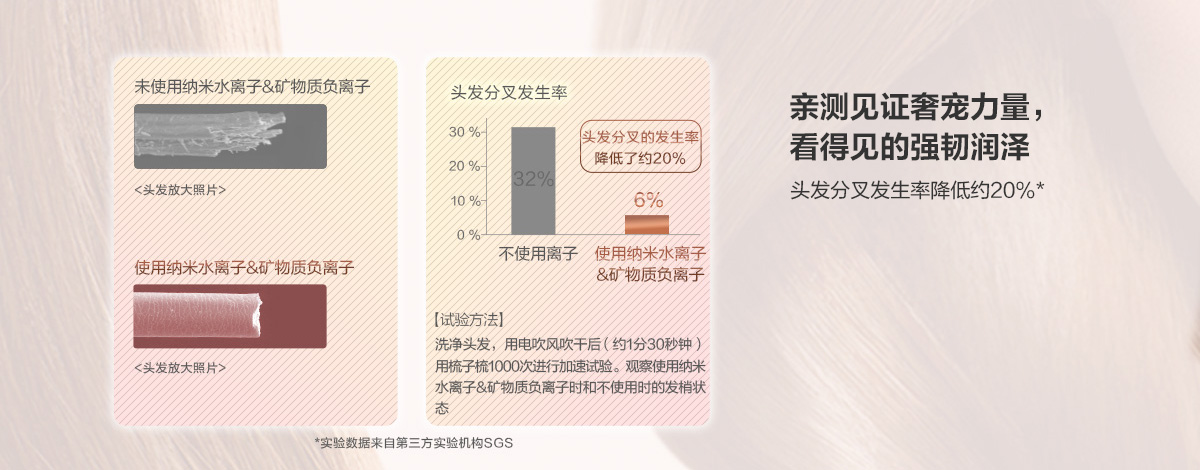 未使用纳米水离子&矿物质负离子
<头发放大照片>
使用纳米水离子&矿物质负离子
<头发放大照片>
头发分叉发生率
30 %
20 %
10 %
0 %
32%
头发分叉的发生率
降低了约20%
6%
不使用离子
使用纳米水离子
&矿物质负离子
【试验方法】
洗净头发，用电吹风吹干后（约1分30秒钟）
用梳子梳1000次进行加速试验。观察使用纳米
水离子&矿物质负离子时和不使用时的发梢状
态
*实验数据来自第三方实验机构SGS
亲测见证奢宠力量，
看得见的强韧润泽
头发分叉发生率降低约20%*